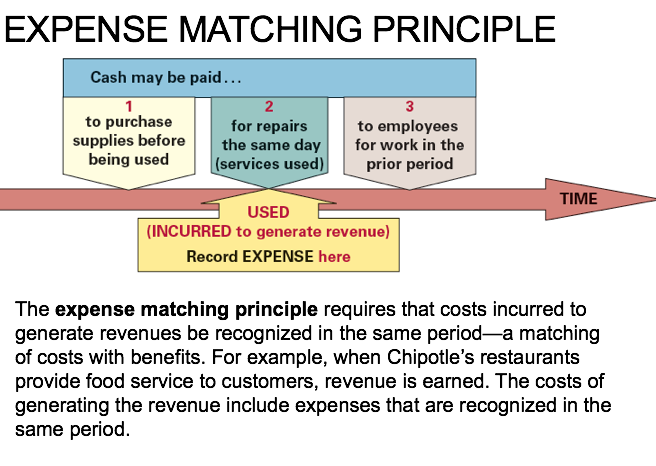 EXPENSE MATCHING PRINCIPLE
Cash may be paid...
1
to purchase
supplies before
being used
2
for repairs
the same day
(services used)
3
to employees
for work in the
prior period
TIME
USED
(INCURRED to generate revenue)
Record EXPENSE here
The expense matching principle requires that costs incurred to
generate revenues be recognized in the same period—a matching
of costs with benefits. For example, when Chipotle’s restaurants
provide food service to customers, revenue is earned. The costs of
generating the revenue include expenses that are recognized in the
same period.